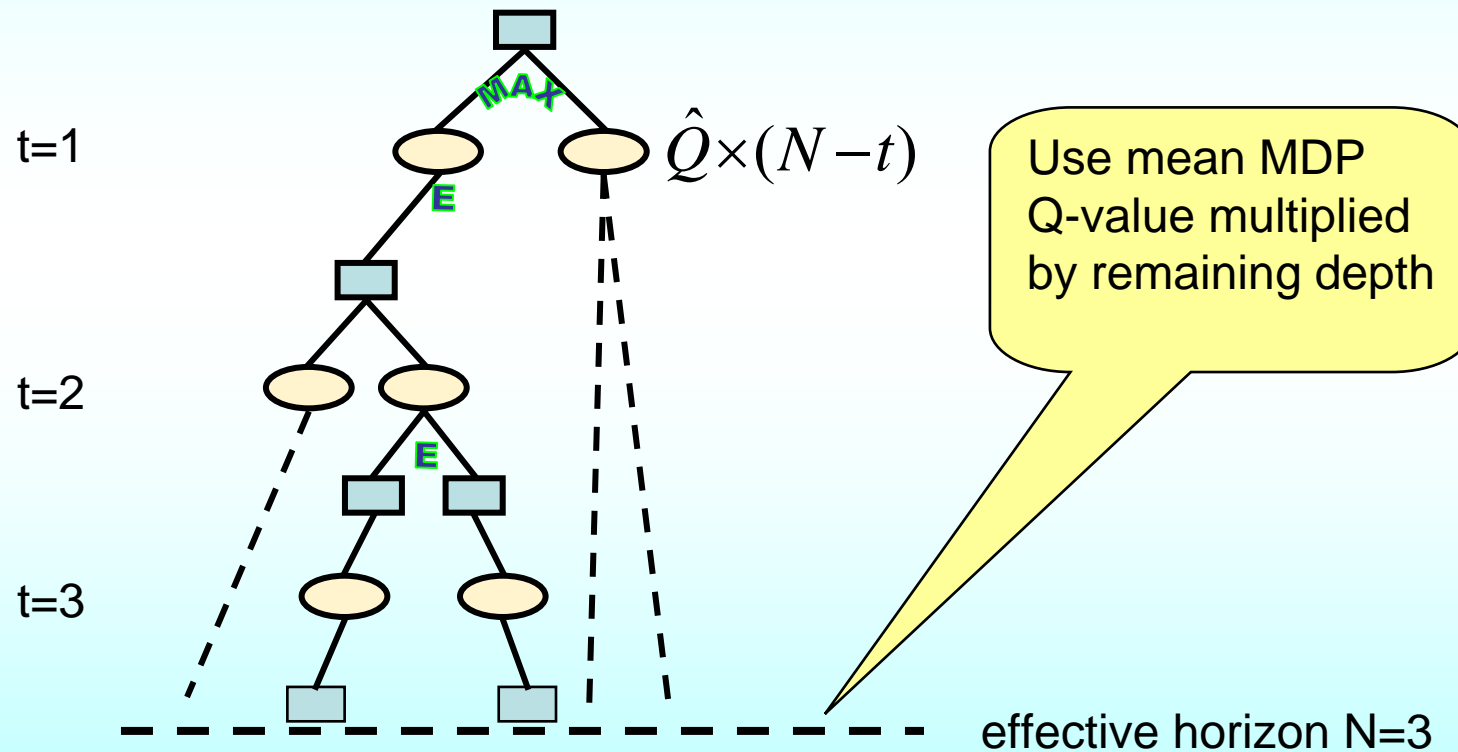 MAX
t=1
Q̂×(N−t)
Use mean MDP
Q-value multiplied
by remaining depth
E
t=2
E
t=3
effective horizon N=3